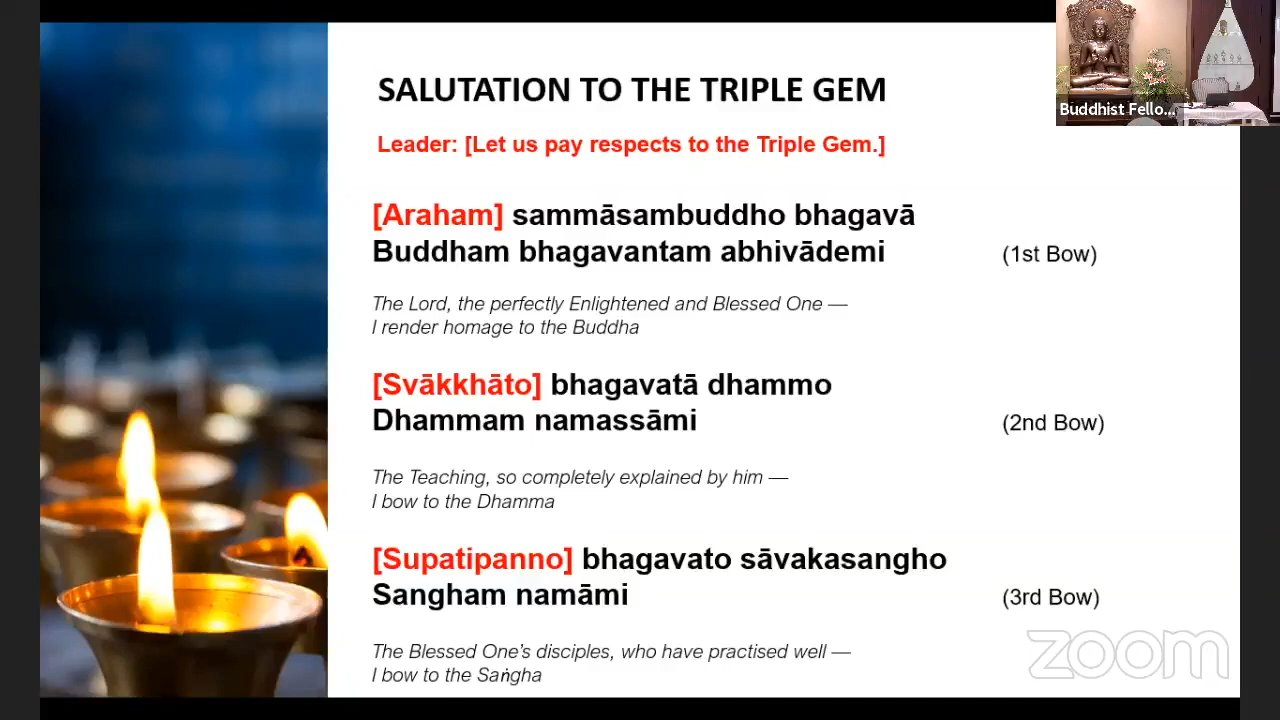 SALUTATION TO THE TRIPLE GEM
Leader: [Let us pay respects to the Triple Gem.]
Buddhist Fello...
[Araham] sammāsambuddho bhagavā
Buddham bhagavantam abhivādemi (1st Bow)
The Lord, the perfectly Enlightened and Blessed One —
I render homage to the Buddha
[Svākkhāto] bhagavatā dhammo
Dhammam namassāmi (2nd Bow)
The Teaching, so completely explained by him —
I bow to the Dhamma
[Supatipanno] bhagavato sāvakasangho
Sangham namāmi (3rd Bow)
The Blessed One’s disciples, who have practised well —
I bow to the Saṅgha
zoom